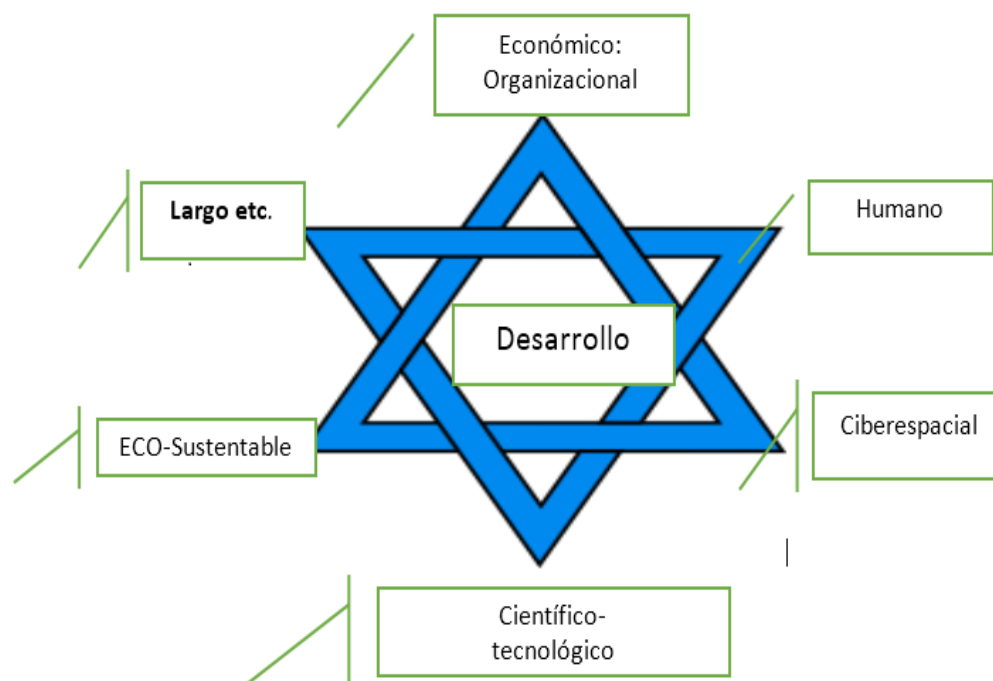 Económico:
Organizacional
Largo etc.
Humano
Desarrollo
ECO-Sustentable
Ciberespacial
Científico-
tecnológico